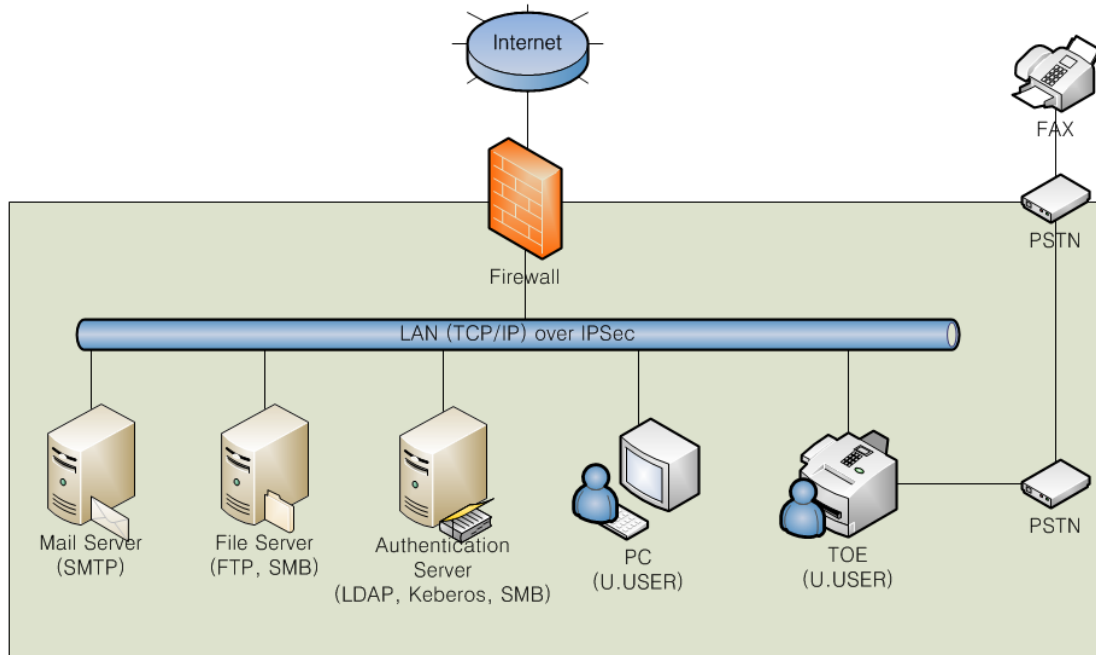 Internet
FAX
PSTN
Firewall
LAN (TCP/IP) over IPSec
Mail Server
(SMTP)
File Server
(FTP, SMB)
Authentication
Server
(LDAP, Keberos, SMB)
PC
(U.USER)
TOE
(U.USER)
PSTN